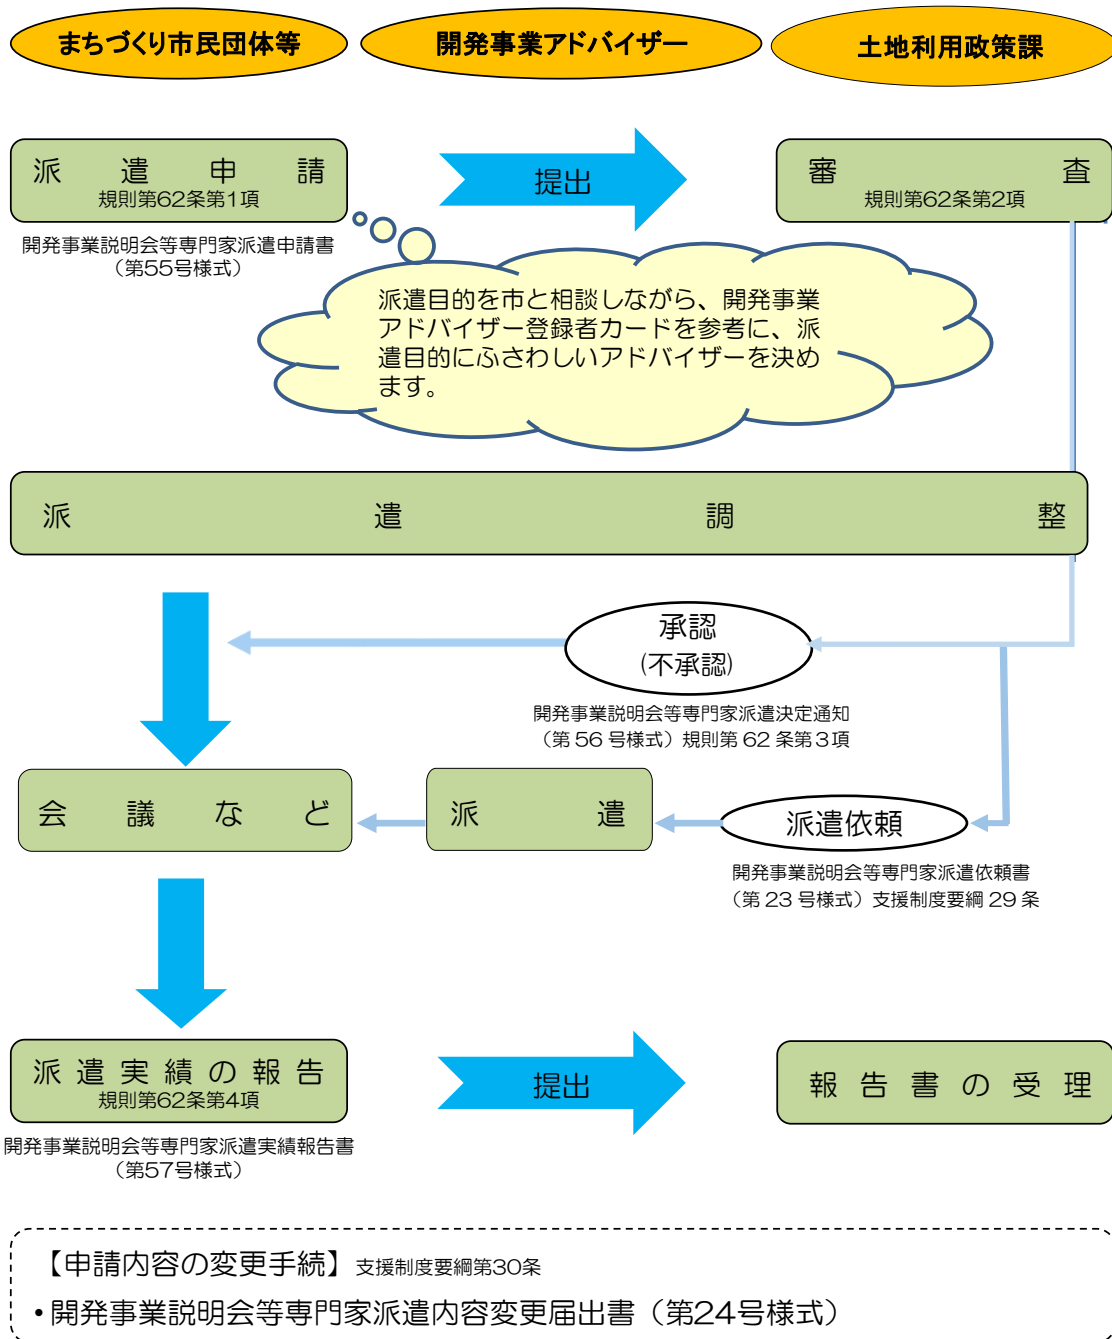 まちづくり市民団体等
開発事業アドバイザー
土地利用政策課
派遣申請
規則第62条第1項
提出
審査
規則第62条第2項
開発事業説明会等専門家派遣申請書
（第55号様式）
派遣目的を市と相談しながら、開発事業
アドバイザー登録者カードを参考に、派
遣目的にふさわしいアドバイザーを決め
ます。
派遣調整
承認
(不承認)
開発事業説明会等専門家派遣決定通知
（第 56 号様式）規則第 62 条第３項
会議など
派遣
派遣依頼
開発事業説明会等専門家派遣依頼書
（第 23 号様式）支援制度要綱 29 条
派遣実績の報告
規則第62条第4項
提出
報告書の受理
開発事業説明会等専門家派遣実績報告書
（第57号様式）
【申請内容の変更手続】 支援制度要綱第30条
・開発事業説明会等専門家派遣内容変更届出書（第24号様式）